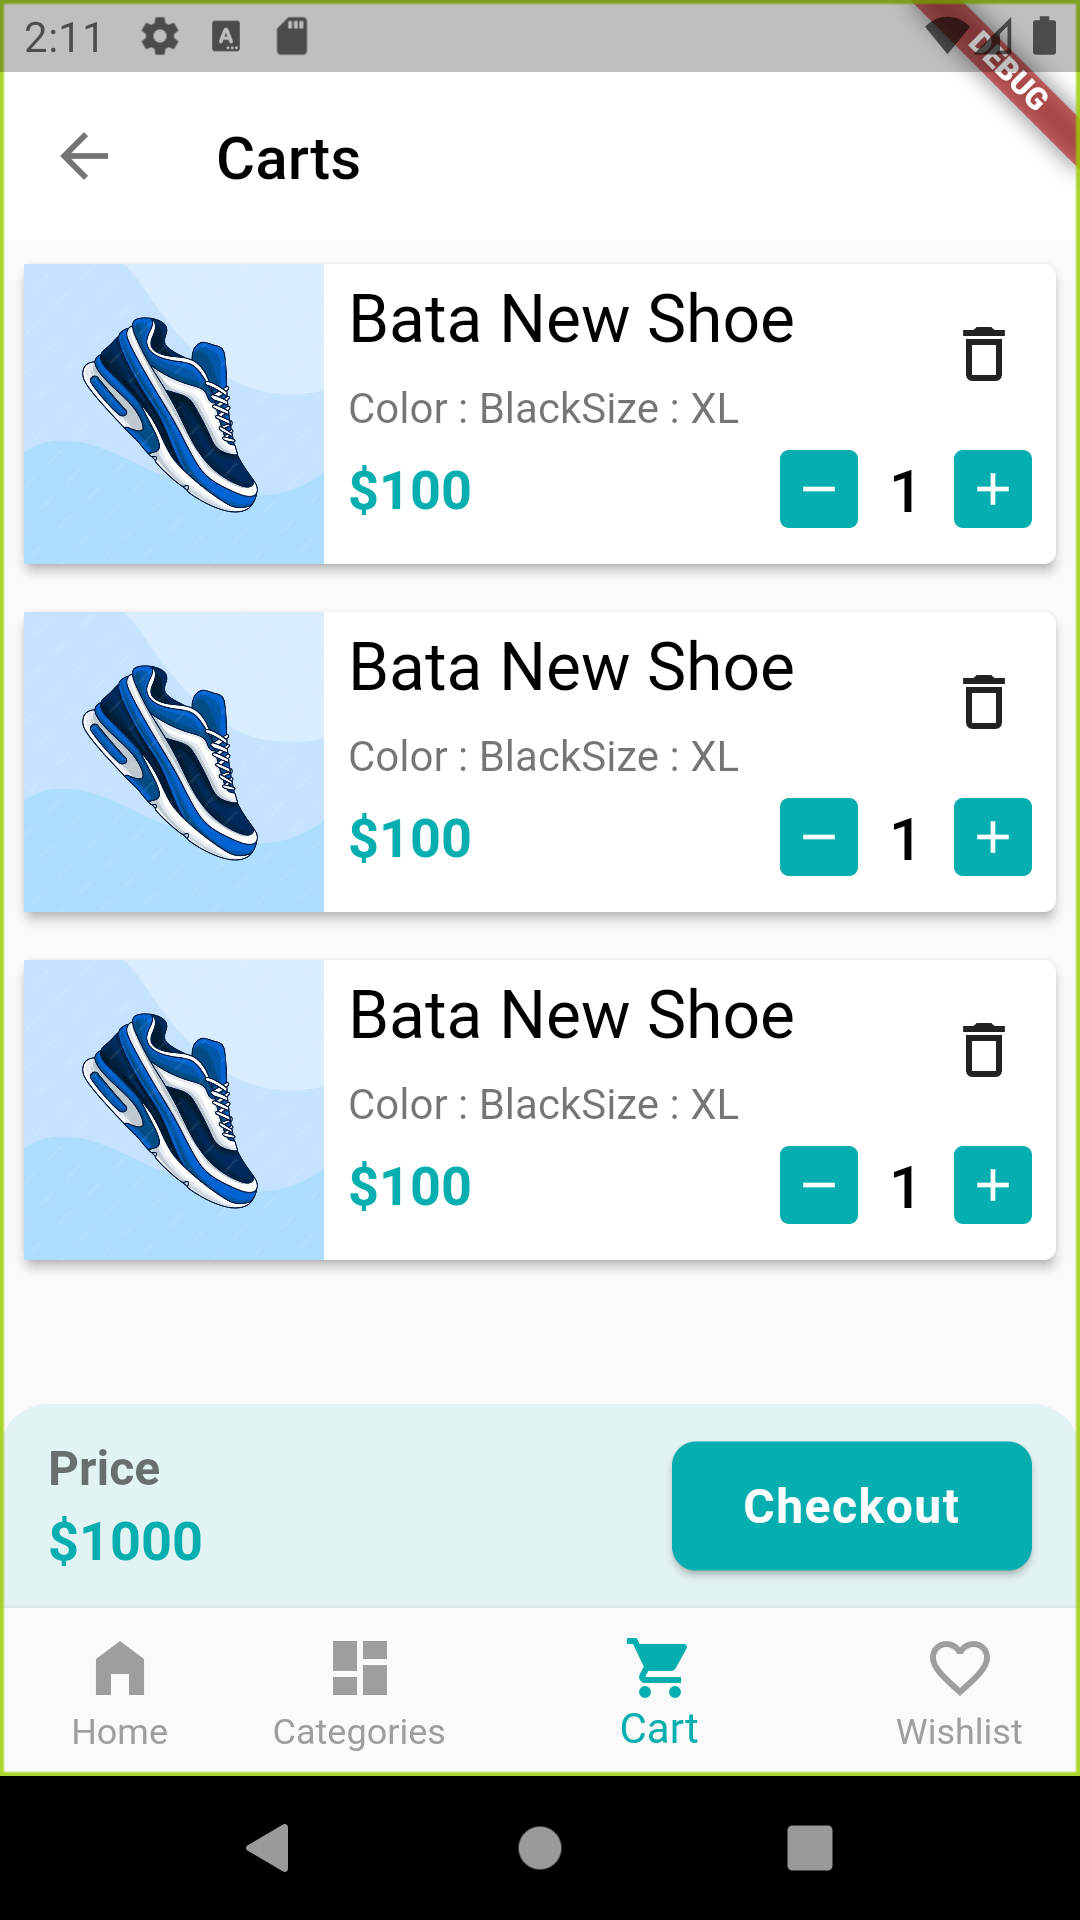 2:11
A
DEBUG
Carts
Bata New Shoe
Color : BlackSize : XL
$100
1
Bata New Shoe
Color : BlackSize : XL
$100
1
Bata New Shoe
Color : BlackSize : XL
$100
1
Price
$1000
Checkout
Home
Categories
Cart
Wishlist